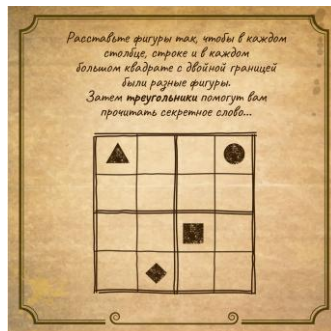 Расставьте фигуры так, чтобы в каждом
столбце, строке и в каждом
большом квадрате с двойной границей
были разные фигуры.
Затем треугольники помогут вам
прочитать секретное слово...